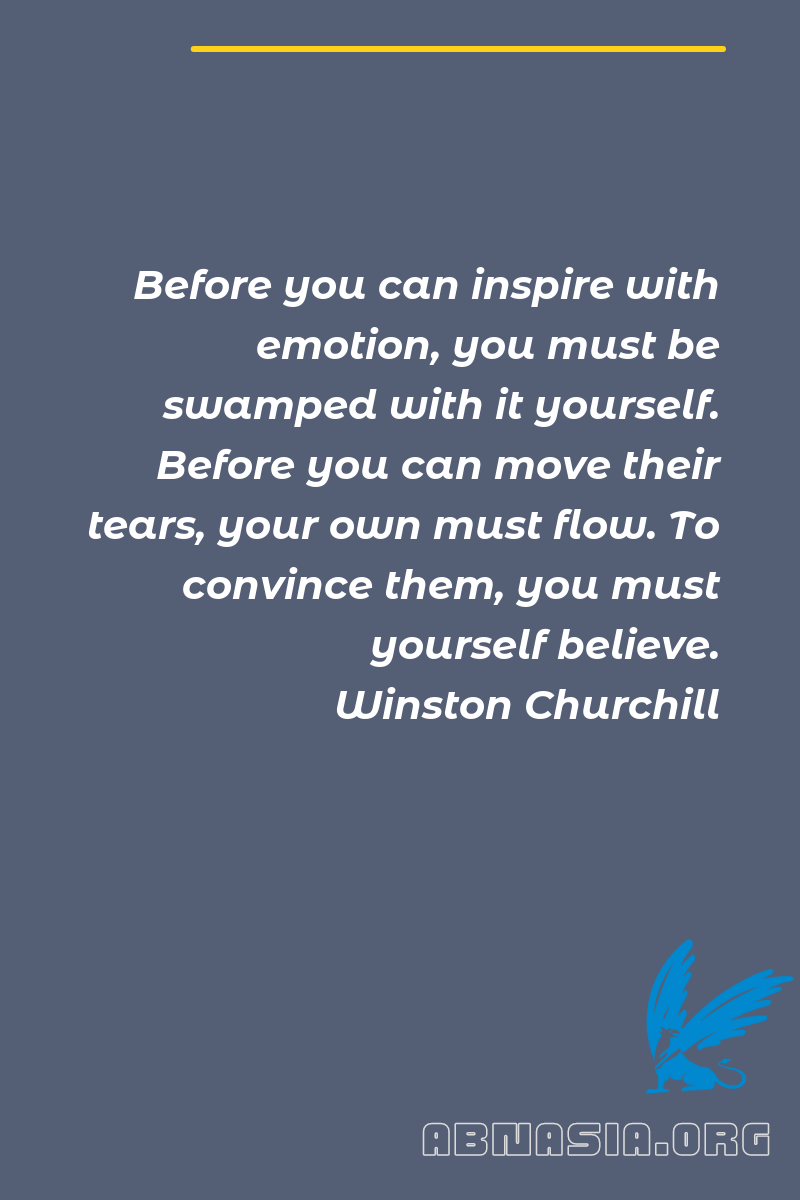 Before you can inspire with
emotion, you must be
swamped with it yourself.
Before you can move their
tears, your own must flow. To
convince them, you must
yourself believe.
Winston Churchill
ABNASIA.ORG